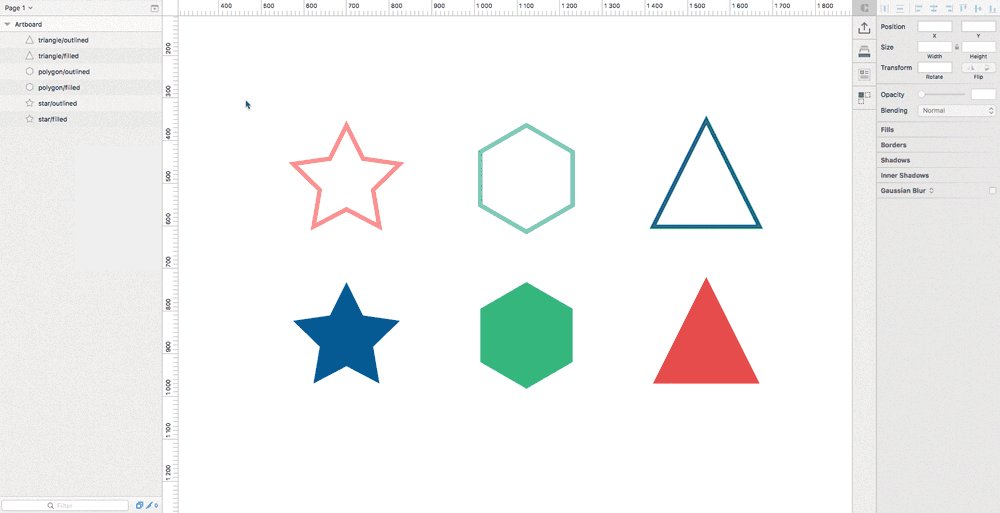 Page 1
Artboard
triangle/outlined
triangle/filled
polygon/outlined
polygon/filled
star/outlined
star/filled
Filter
6
400 500 600 700 800 900 1 000 1 100 1 200 1 300 1 400 1 500 1 600 1 700 1 800
200
300
400
500
600
700
800
900
1 000
1 100
1 200
Position
X Y
Size
Width Height
Transform
Rotate Flip
Opacity
Blending Normal
Fills
Borders
Shadows
Inner Shadows
Gaussian Blur